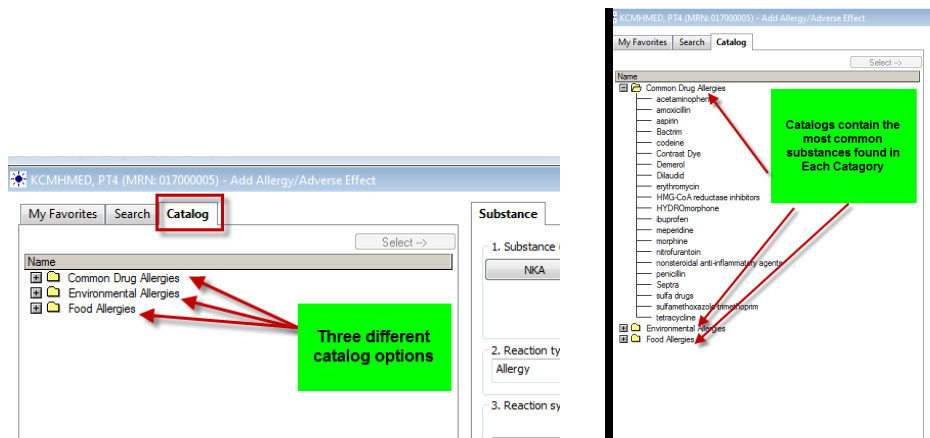 KCMHMED, PT4 (MRN: 017000005) - Add Allergy/Adverse Effect
My Favorites Search Catalog
Select -->
Name
Common Drug Allergies
Environmental Allergies
Food Allergies
Three different
catalog options
Substance
1. Substance
NKA
2. Reaction ty
Allergy
3. Reaction sy
KCMHMED, PT4 (MRN: 017000005) - Add Allergy/Adverse Effect
My Favorites Search Catalog
Select -->
Name
Common Drug Allergies
acetaminophen
amoxicillin
aspirin
Bactrim
codeine
Contrast Dye
Demerol
Dilaudid
erythromycin
HMG-CoA reductase inhibitors
HYDROmorphone
ibuprofen
meperidine
morphine
nitrofurantoin
nonsteroidal anti-inflammatory agents
penicillin
Septra
sulfa drugs
sulfamethoxazole-trimethoprim
tetracycline
Environmental Allergies
Food Allergies
Catalogs contain the
most common
substances found in
Each Catagory